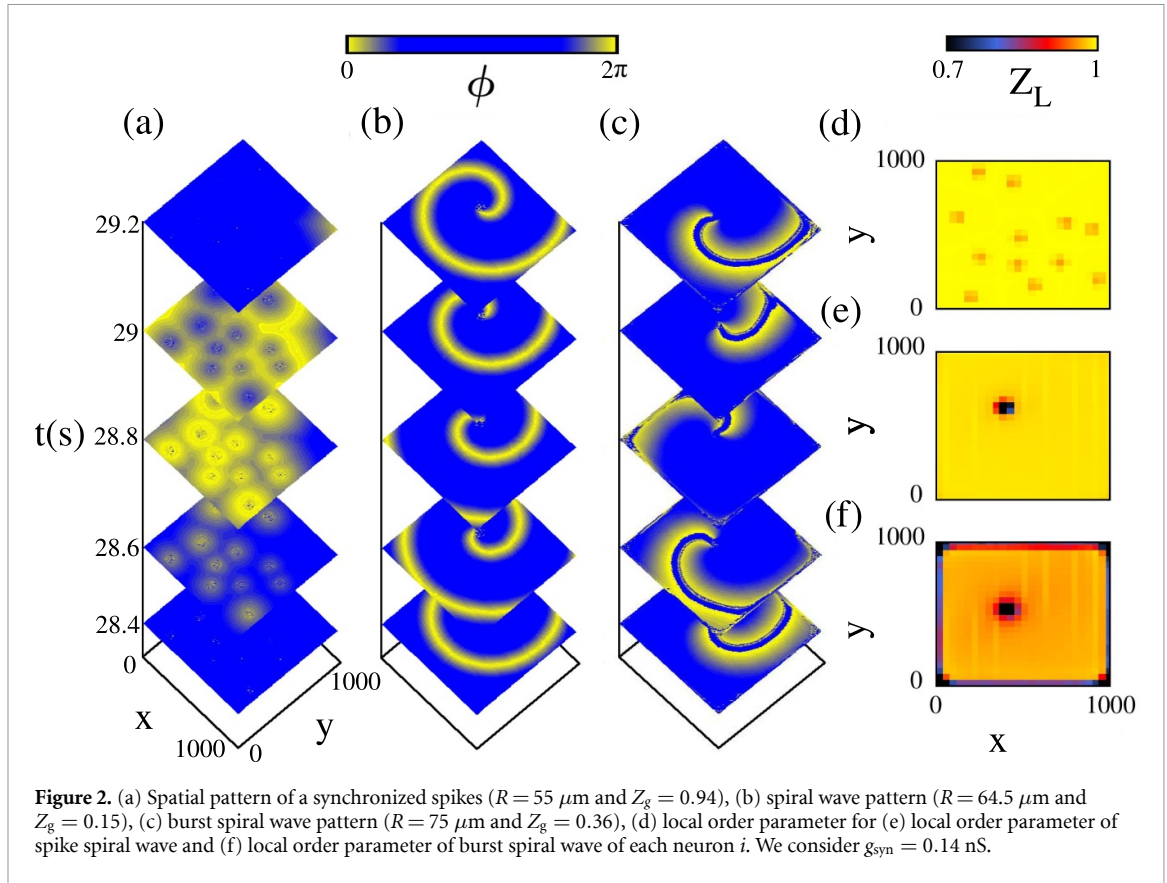 0 2π
ϕ
0.7 1
Z_L
(a) (b) (c) (d)
1000
y
0
29.2
(e)
1000
29
y
t(s)
28.8
0
(f)
28.6
1000
28.4
y
0
0
1000
x y
1000 0
0 1000
x
Figure 2. (a) Spatial pattern of a synchronized spikes (R = 55 μm and Z_g = 0.94), (b) spiral wave pattern (R = 64.5 μm and
Z_g = 0.15), (c) burst spiral wave pattern (R = 75 μm and Z_g = 0.36), (d) local order parameter for (e) local order parameter of
spike spiral wave and (f) local order parameter of burst spiral wave of each neuron i. We consider g_syn = 0.14 nS.